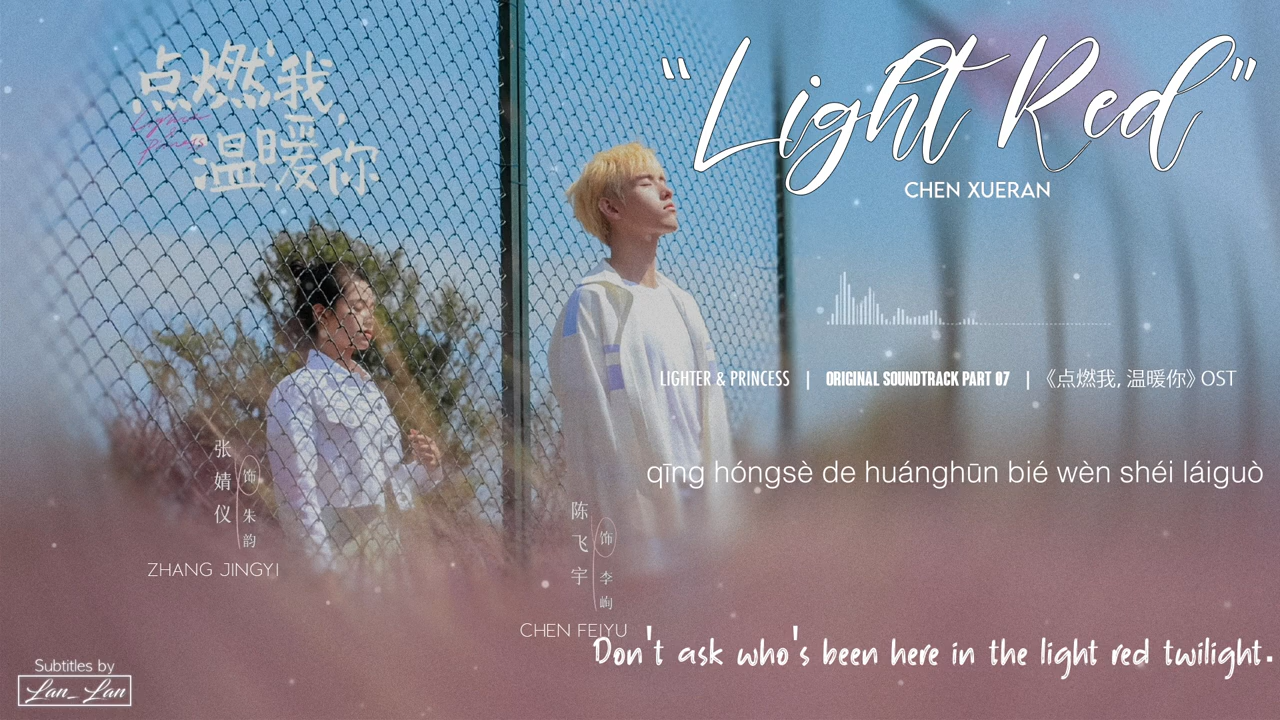 点燃我,
温暖你
“Light Red”
CHEN XUERAN
LIGHTER & PRINCESS | ORIGINAL SOUNDTRACK PART 07 | 《点燃我, 温暖你》OST
qīng hóngsè de huánghūn bié wèn shéi láiguò
张婧仪
饰
朱韵
ZHANG JINGYI
陈飞宇
饰
李峋
CHEN FEIYU
Don't ask who's been here in the light red twilight.
Subtitles by
Lan_ Lan